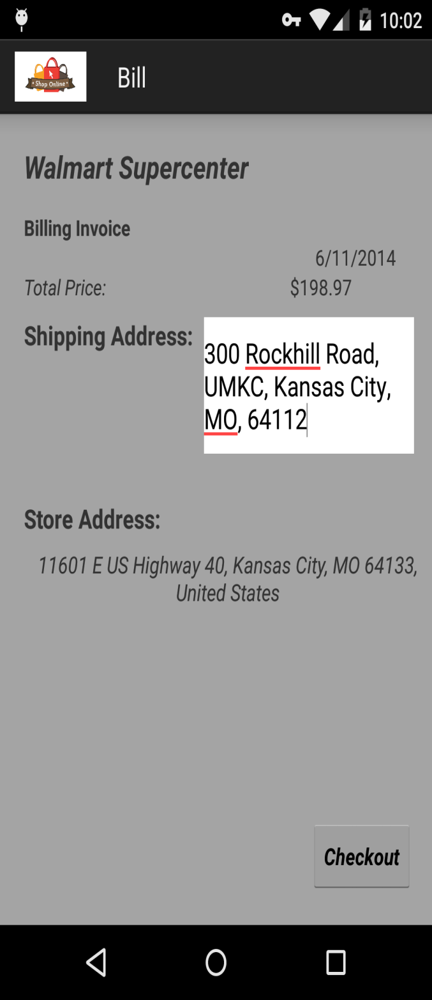 10:02
Shop Online
Bill
Walmart Supercenter
Billing Invoice
6/11/2014
Total Price: $198.97
Shipping Address:
300 Rockhill Road,
UMKC, Kansas City,
MO, 64112
Store Address:
11601 E US Highway 40, Kansas City, MO 64133,
United States
Checkout